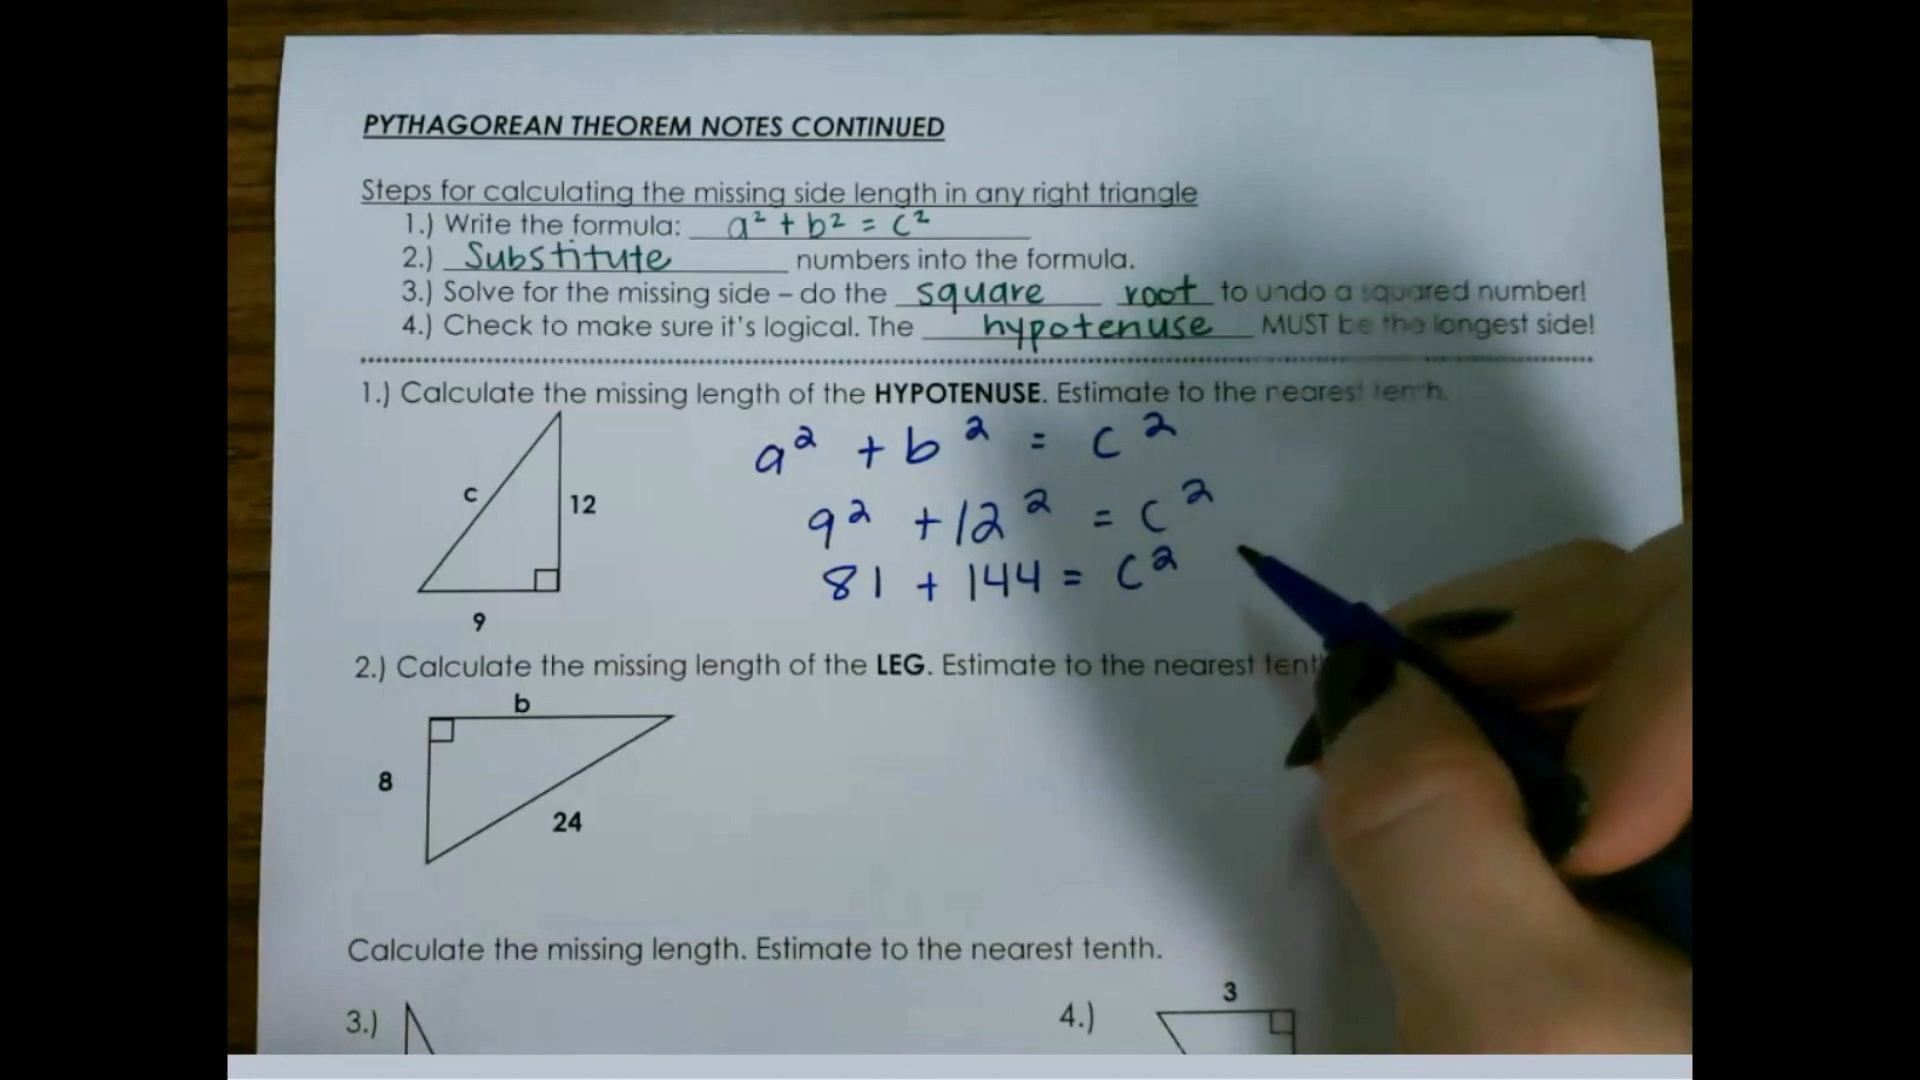 PYTHAGOREAN THEOREM NOTES CONTINUED
Steps for calculating the missing side length in any right triangle
1.) Write the formula: a² + b² = c²
2.) Substitute numbers into the formula.
3.) Solve for the missing side – do the square root to undo a squared number!
4.) Check to make sure it's logical. The hypotenuse MUST be the longest side!
1.) Calculate the missing length of the HYPOTENUSE. Estimate to the nearest tenth.
c
12
9
a² + b² = c²
9² + 12² = c²
81 + 144 = c²
2.) Calculate the missing length of the LEG. Estimate to the nearest
b
8
24
Calculate the missing length. Estimate to the nearest tenth.
3.)
4.)
3